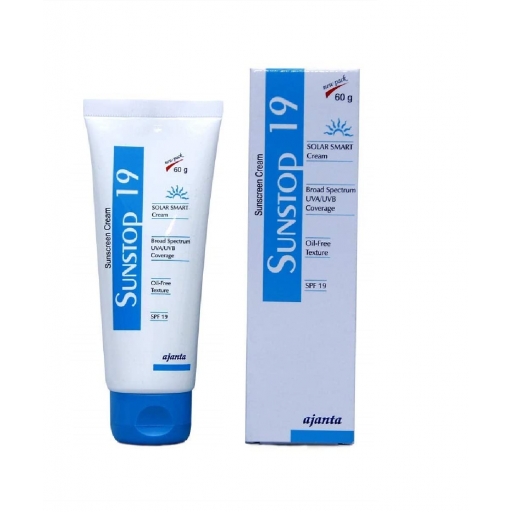 Sunscreen Cream
SUNSTOP 19
new pack
60 g
SOLAR SMART
Cream
Broad Spectrum
UVA/UVB
Coverage
Oil-Free
Texture
SPF 19
ajanta
Sunscreen Cream
SUNSTOP 19
new pack
60 g
SOLAR SMART
Cream
Broad Spectrum
UVA/UVB
Coverage
Oil-Free
Texture
SPF 19
ajanta